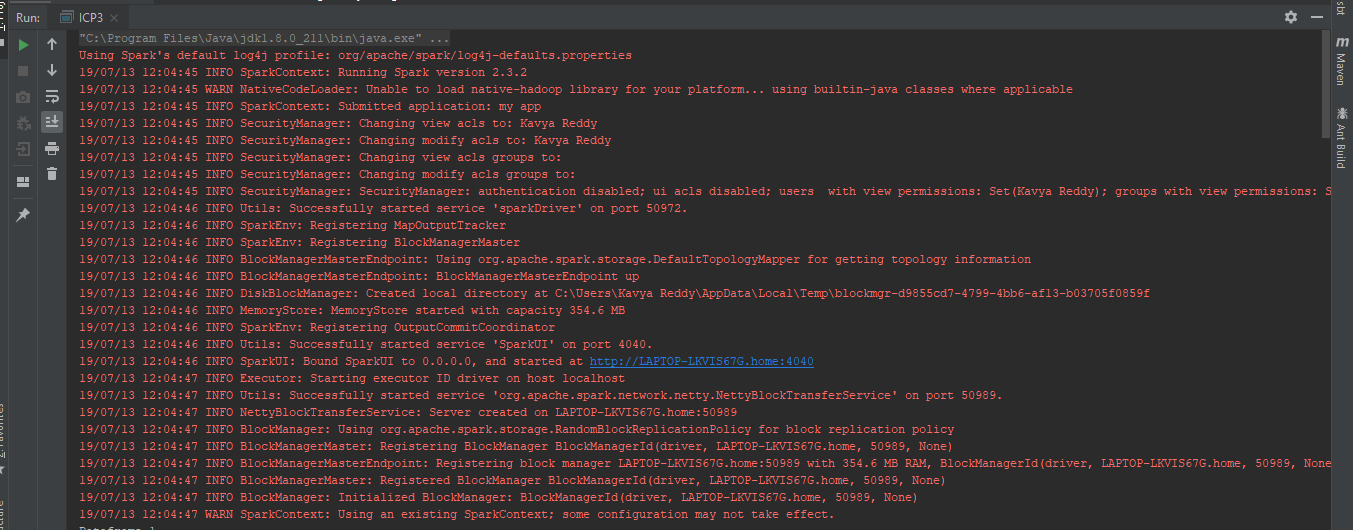 Run: ICP3
"C:\Program Files\Java\jdk1.8.0_211\bin\java.exe" ...
Using Spark's default log4j profile: org/apache/spark/log4j-defaults.properties
19/07/13 12:04:45 INFO SparkContext: Running Spark version 2.3.2
19/07/13 12:04:45 WARN NativeCodeLoader: Unable to load native-hadoop library for your platform... using builtin-java classes where applicable
19/07/13 12:04:45 INFO SparkContext: Submitted application: my app
19/07/13 12:04:45 INFO SecurityManager: Changing view acls to: Kavya Reddy
19/07/13 12:04:45 INFO SecurityManager: Changing modify acls to: Kavya Reddy
19/07/13 12:04:45 INFO SecurityManager: Changing view acls groups to:
19/07/13 12:04:45 INFO SecurityManager: Changing modify acls groups to:
19/07/13 12:04:45 INFO SecurityManager: SecurityManager: authentication disabled; ui acls disabled; users  with view permissions: Set(Kavya Reddy); groups with view permissions: S
19/07/13 12:04:46 INFO Utils: Successfully started service 'sparkDriver' on port 50972.
19/07/13 12:04:46 INFO SparkEnv: Registering MapOutputTracker
19/07/13 12:04:46 INFO SparkEnv: Registering BlockManagerMaster
19/07/13 12:04:46 INFO BlockManagerMasterEndpoint: Using org.apache.spark.storage.DefaultTopologyMapper for getting topology information
19/07/13 12:04:46 INFO BlockManagerMasterEndpoint: BlockManagerMasterEndpoint up
19/07/13 12:04:46 INFO DiskBlockManager: Created local directory at C:\Users\Kavya Reddy\AppData\Local\Temp\blockmgr-d9855cd7-4799-4bb6-af13-b03705f0859f
19/07/13 12:04:46 INFO MemoryStore: MemoryStore started with capacity 354.6 MB
19/07/13 12:04:46 INFO SparkEnv: Registering OutputCommitCoordinator
19/07/13 12:04:46 INFO Utils: Successfully started service 'SparkUI' on port 4040.
19/07/13 12:04:46 INFO SparkUI: Bound SparkUI to 0.0.0.0, and started at http://LAPTOP-LKVIS67G.home:4040
19/07/13 12:04:47 INFO Executor: Starting executor ID driver on host localhost
19/07/13 12:04:47 INFO Utils: Successfully started service 'org.apache.spark.network.netty.NettyBlockTransferService' on port 50989.
19/07/13 12:04:47 INFO NettyBlockTransferService: Server created on LAPTOP-LKVIS67G.home:50989
19/07/13 12:04:47 INFO BlockManager: Using org.apache.spark.storage.RandomBlockReplicationPolicy for block replication policy
19/07/13 12:04:47 INFO BlockManagerMaster: Registering BlockManager BlockManagerId(driver, LAPTOP-LKVIS67G.home, 50989, None)
19/07/13 12:04:47 INFO BlockManagerMasterEndpoint: Registering block manager LAPTOP-LKVIS67G.home:50989 with 354.6 MB RAM, BlockManagerId(driver, LAPTOP-LKVIS67G.home, 50989, None
19/07/13 12:04:47 INFO BlockManagerMaster: Registered BlockManager BlockManagerId(driver, LAPTOP-LKVIS67G.home, 50989, None)
19/07/13 12:04:47 INFO BlockManager: Initialized BlockManager: BlockManagerId(driver, LAPTOP-LKVIS67G.home, 50989, None)
19/07/13 12:04:47 WARN SparkContext: Using an existing SparkContext; some configuration may not take effect.
sbt
Maven
Ant Build